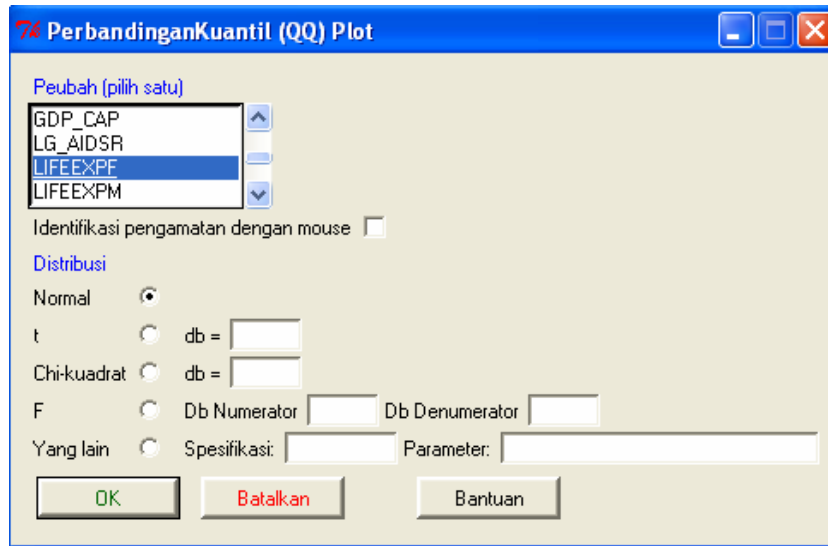 PerbandinganKuantil (QQ) Plot
Peubah (pilih satu)
GDP_CAP
LG_AIDSR
LIFEEXPF
LIFEEXPM
Identifikasi pengamatan dengan mouse
Distribusi
Normal
t db =
Chi-kuadrat db =
F Db Numerator Db Denumerator
Yang lain Spesifikasi: Parameter:
OK Batalkan Bantuan